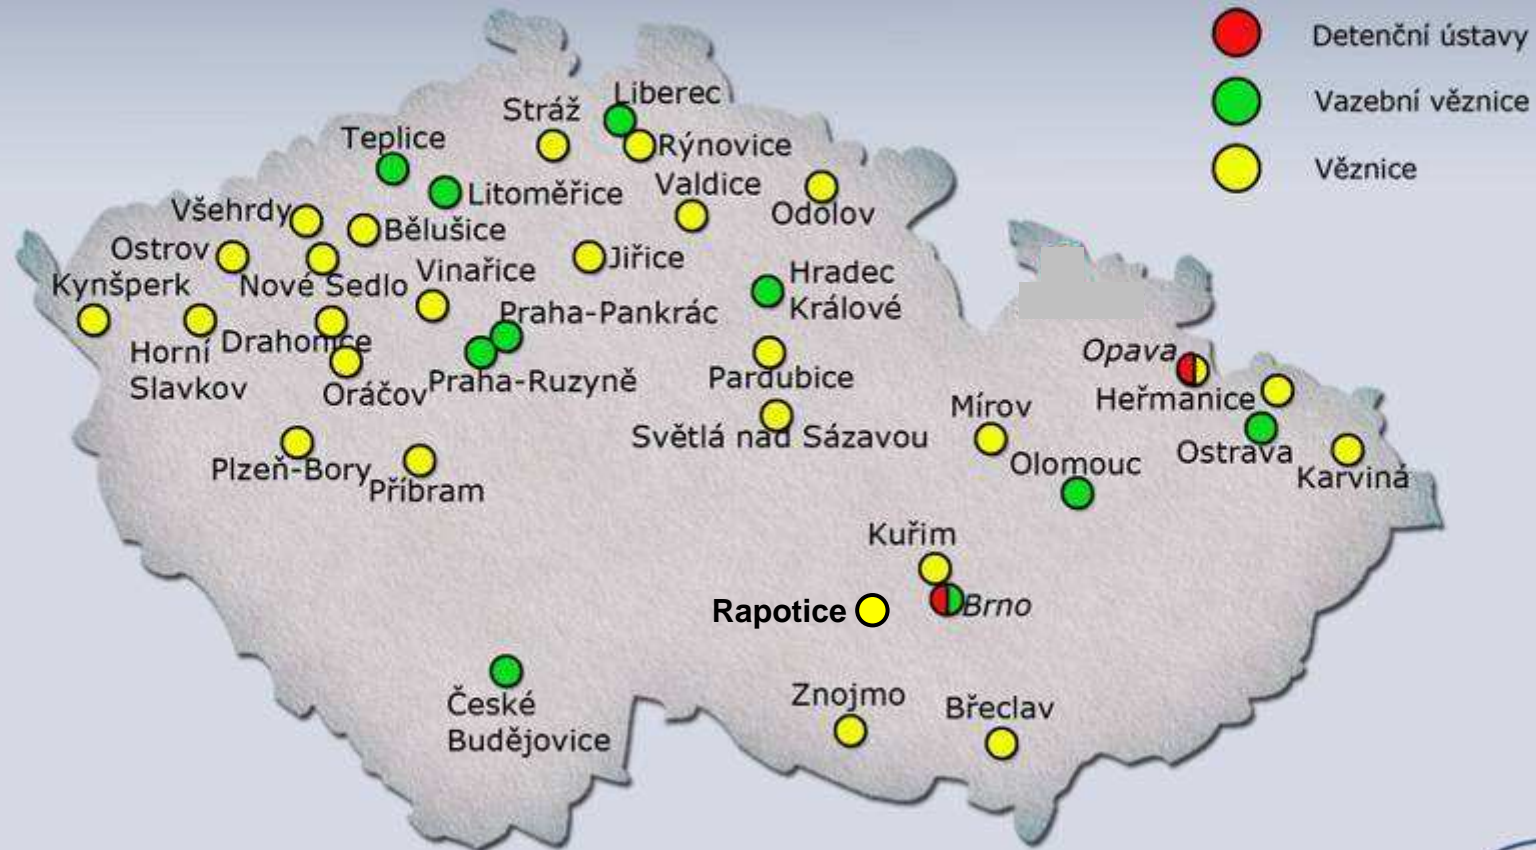 Detenční ústavy
Vazební věznice
Věznice
Liberec
Stráž
Teplice
Rýnovice
Valdice
Litoměřice
Odolov
Všehrdy
Bělušice
Ostrov
Jiřice
Vinařice
Hradec
Králové
Kynšperk
Nové Sedlo
Praha-Pankrác
Drahonice
Horní
Slavkov
Opava
Praha-Ruzyně
Pardubice
Oráčov
Heřmanice
Mírov
Světlá nad Sázavou
Ostrava
Olomouc
Plzeň-Bory
Karviná
Příbram
Kuřim
Brno
Rapotice
Znojmo
Břeclav
České
Budějovice